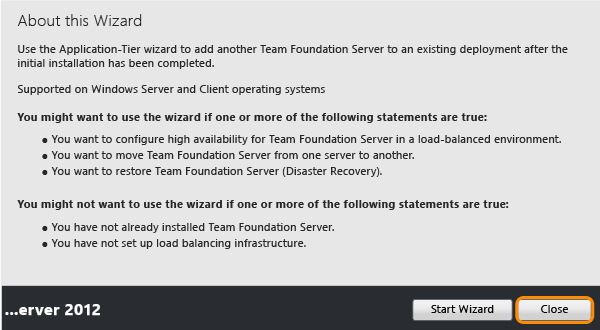 About this Wizard
Use the Application-Tier wizard to add another Team Foundation Server to an existing deployment after the
initial installation has been completed.
Supported on Windows Server and Client operating systems
You might want to use the wizard if one or more of the following statements are true:
● You want to configure high availability for Team Foundation Server in a load-balanced environment.
● You want to move Team Foundation Server from one server to another.
● You want to restore Team Foundation Server (Disaster Recovery).
You might not want to use the wizard if one or more of the following statements are true:
● You have not already installed Team Foundation Server.
● You have not set up load balancing infrastructure.
...erver 2012 Start Wizard Close